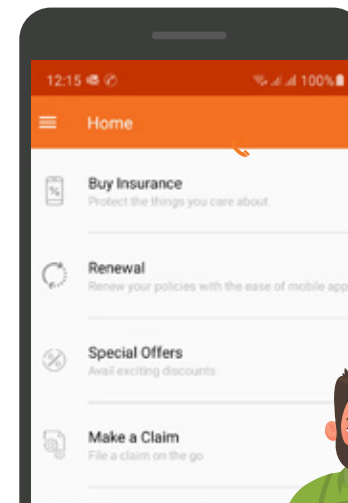 12:15 100%
Home
Buy Insurance
Protect the things you care about
Renewal
Renew your policies with the ease of mobile app
Special Offers
Avail exciting discounts
Make a Claim
File a claim on the go